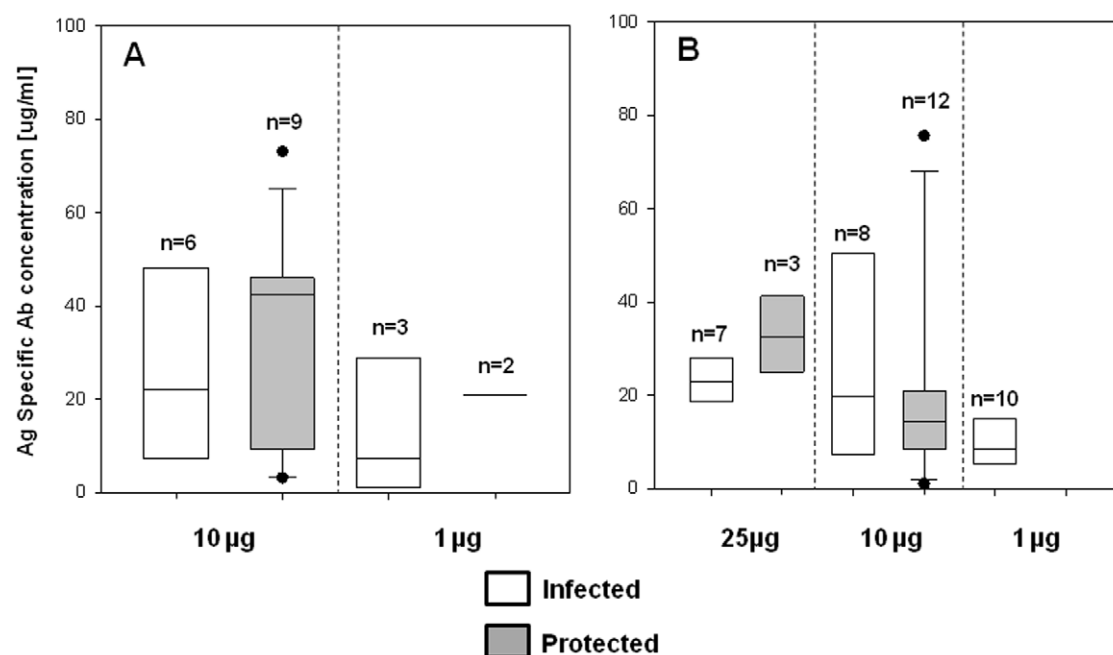 A
B
Ag Specific Ab concentration [ug/ml]
100
80
60
40
20
0
n=6
n=9
n=3
n=2
10 µg
1 µg
100
80
60
40
20
0
n=7
n=3
n=8
n=12
n=10
25µg
10 µg
1 µg
Infected
Protected